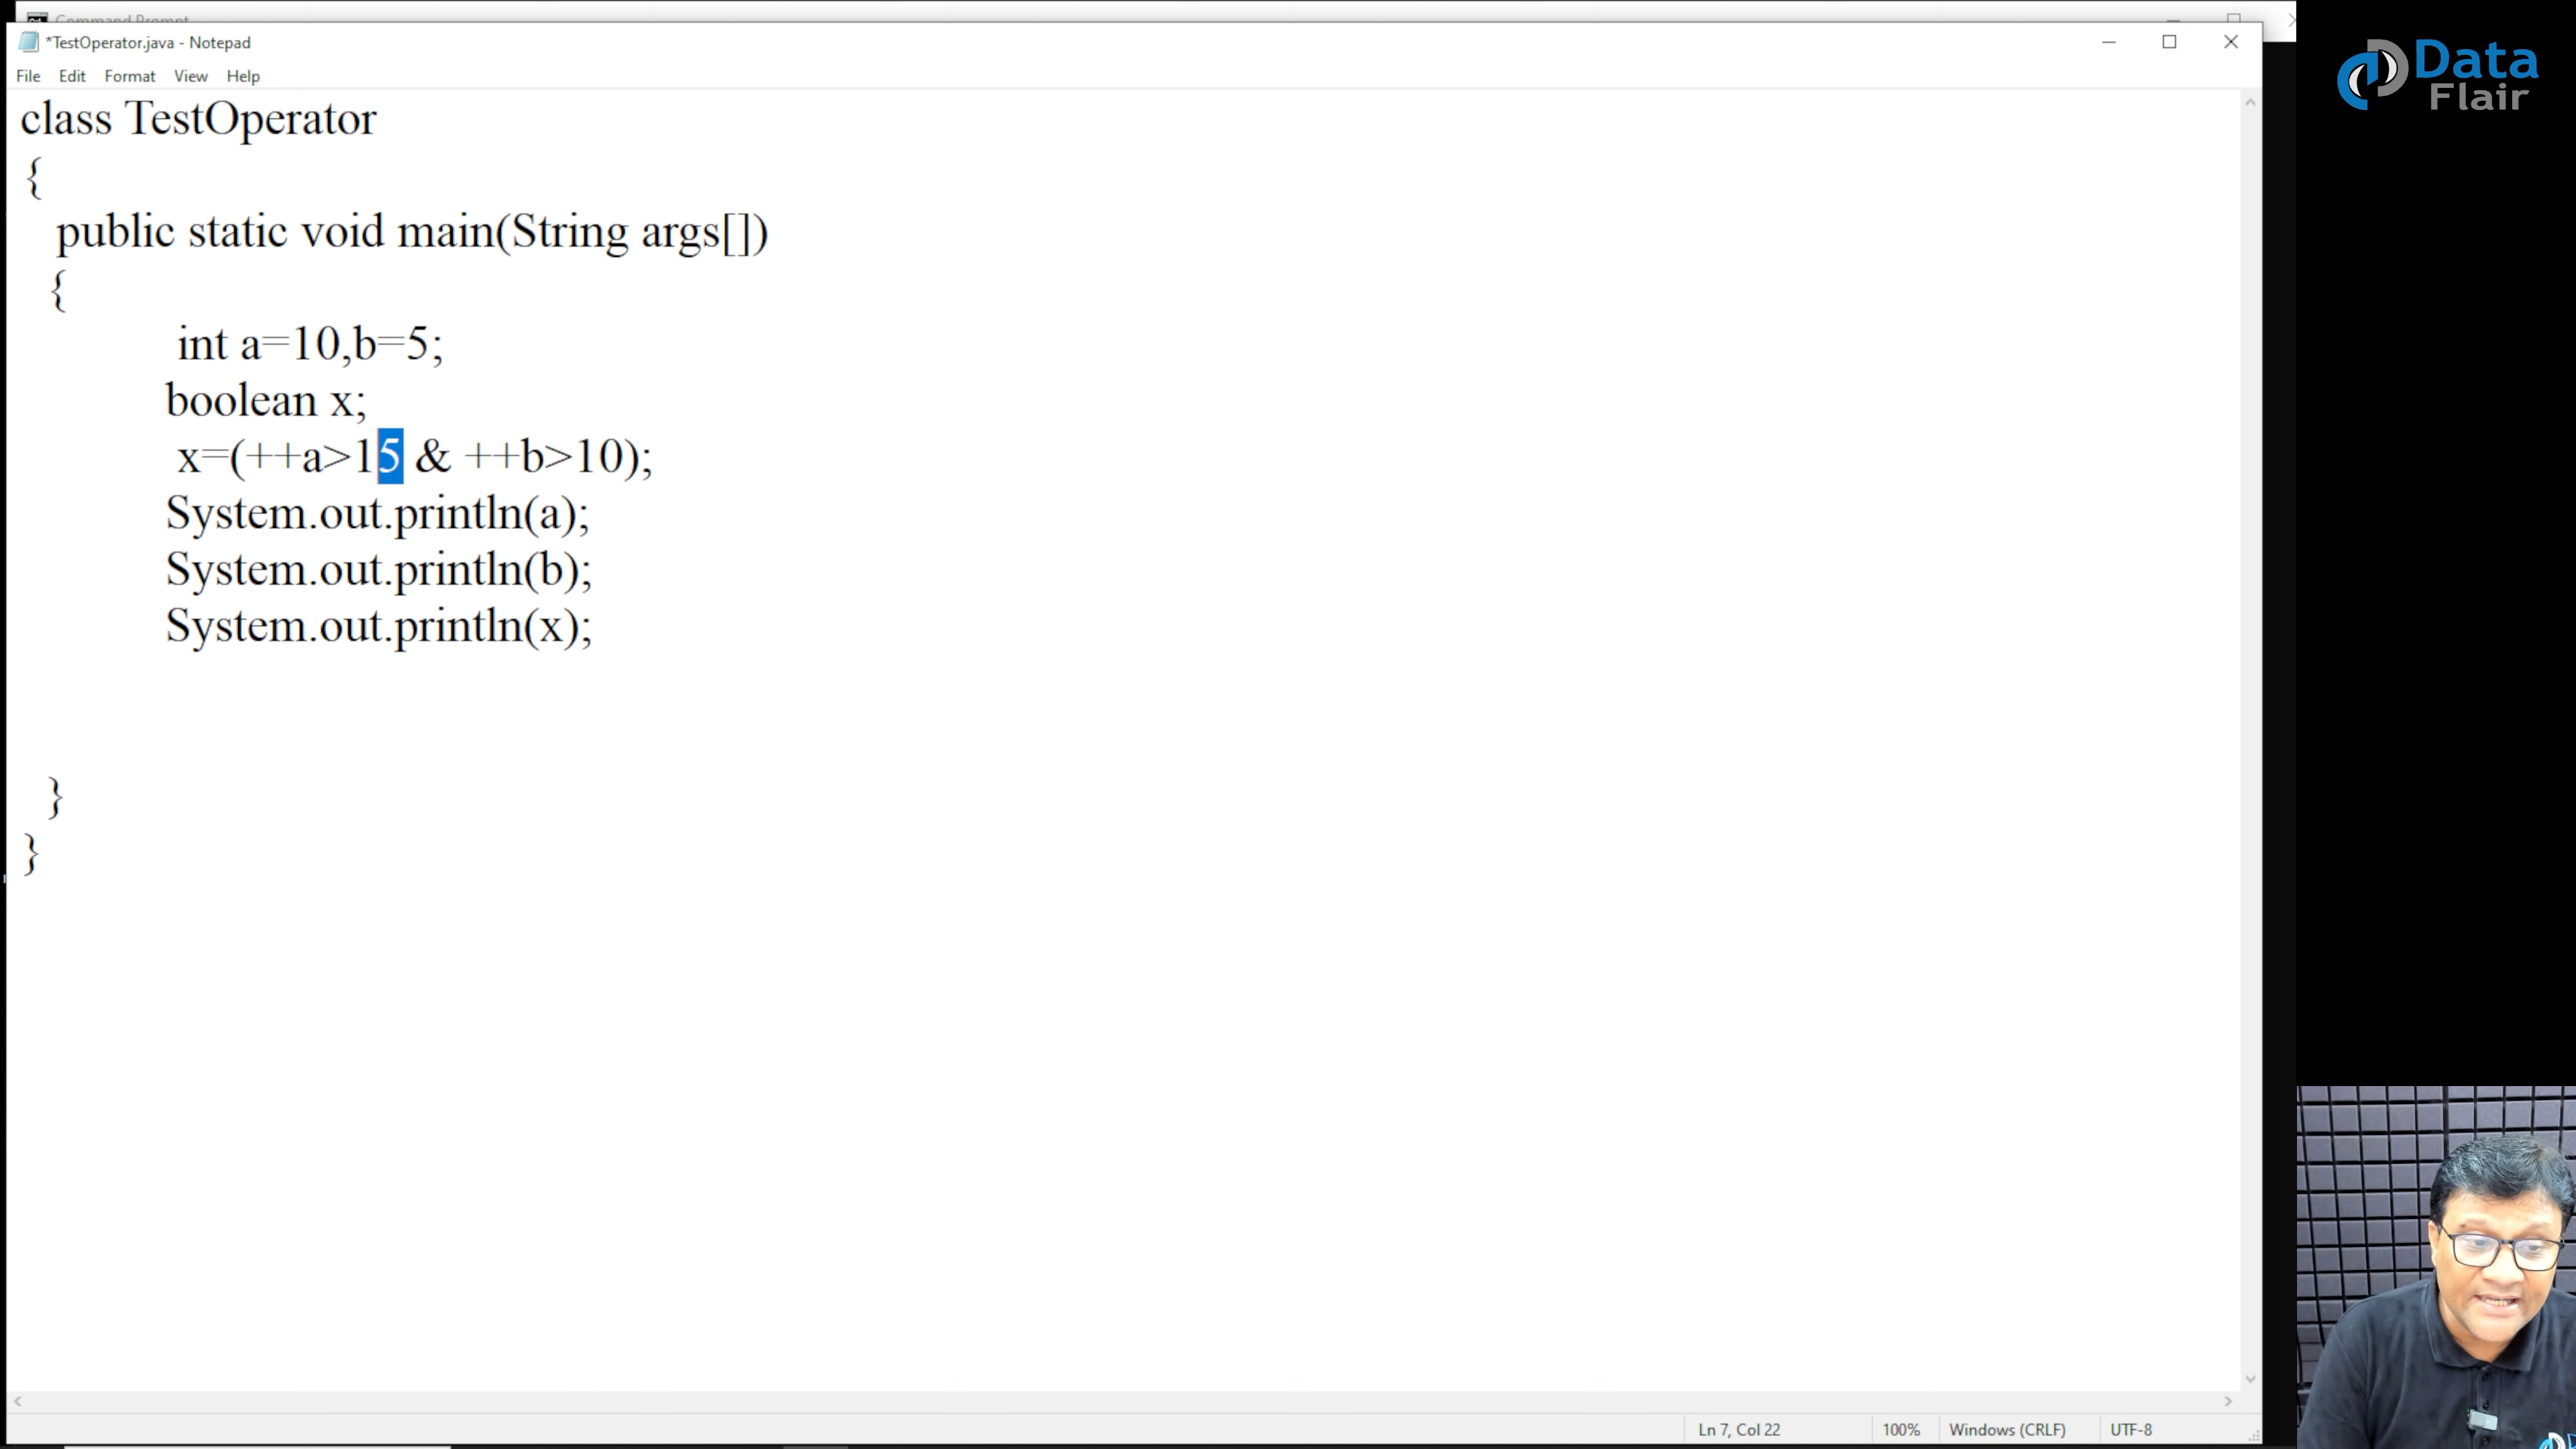 Command Prompt
*TestOperator.java - Notepad
File Edit Format View Help
class TestOperator
{
public static void main(String args[])
{
int a=10,b=5;
boolean x;
x=(++a>15 & ++b>10);
System.out.println(a);
System.out.println(b);
System.out.println(x);
}
}
Ln 7, Col 22 100% Windows (CRLF) UTF-8
Data
Flair